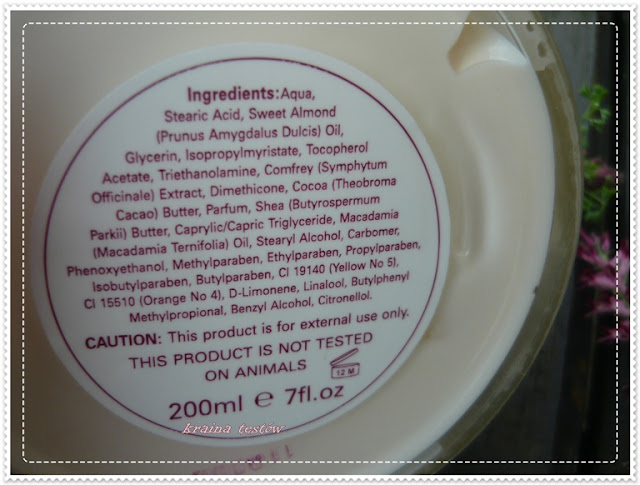 Ingredients:Aqua,
Stearic Acid, Sweet Almond
(Prunus Amygdalus Dulcis) Oil,
Glycerin, Isopropylmyristate, Tocopherol
Acetate, Triethanolamine, Comfrey (Symphytum
Officinale) Extract, Dimethicone, Cocoa (Theobroma
Cacao) Butter, Parfum, Shea (Butyrospermum
Parkii) Butter, Caprylic/Capric Triglyceride, Macadamia
(Macadamia Ternifolia) Oil, Stearyl Alcohol, Carbomer,
Phenoxyethanol, Methylparaben, Ethylparaben, Propylparaben,
Isobutylparaben, Butylparaben, CI 19140 (Yellow No 5),
CI 15510 (Orange No 4), D-Limonene, Linalool, Butylphenyl
Methylpropional, Benzyl Alcohol, Citronellol.
CAUTION: This product is for external use only.
THIS PRODUCT IS NOT TESTED
ON ANIMALS
12 M
200ml e 7fl.oz
kraina testów